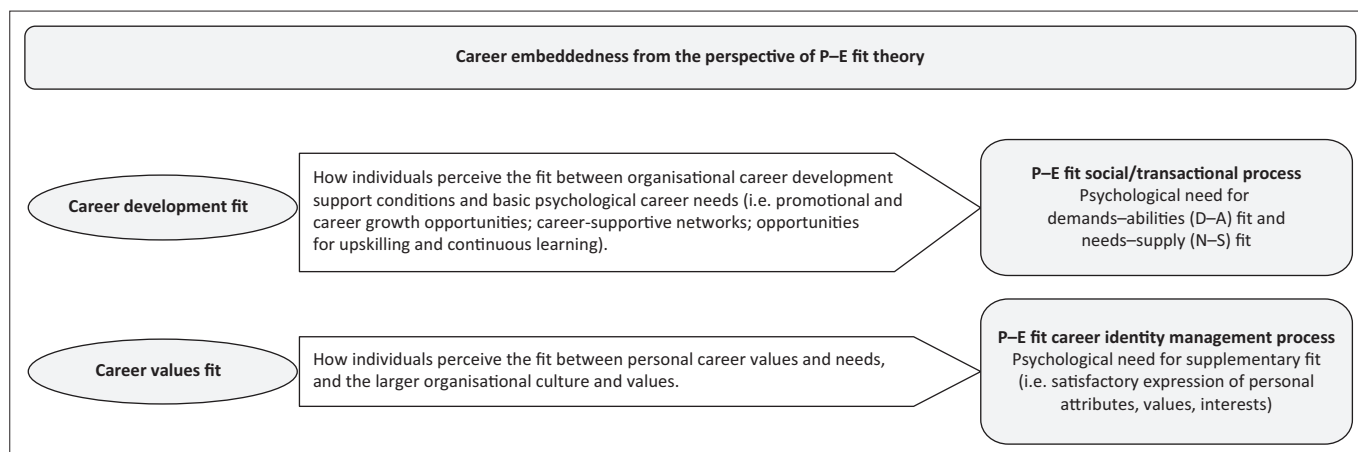 Career embeddedness from the perspective of P–E fit theory
Career development fit
How individuals perceive the fit between organisational career development
support conditions and basic psychological career needs (i.e. promotional and
career growth opportunities; career-supportive networks; opportunities
for upskilling and continuous learning).
P–E fit social/transactional process
Psychological need for
demands–abilities (D–A) fit and
needs–supply (N–S) fit
Career values fit
How individuals perceive the fit between personal career values and needs,
and the larger organisational culture and values.
P–E fit career identity management process
Psychological need for supplementary fit
(i.e. satisfactory expression of personal
attributes, values, interests)